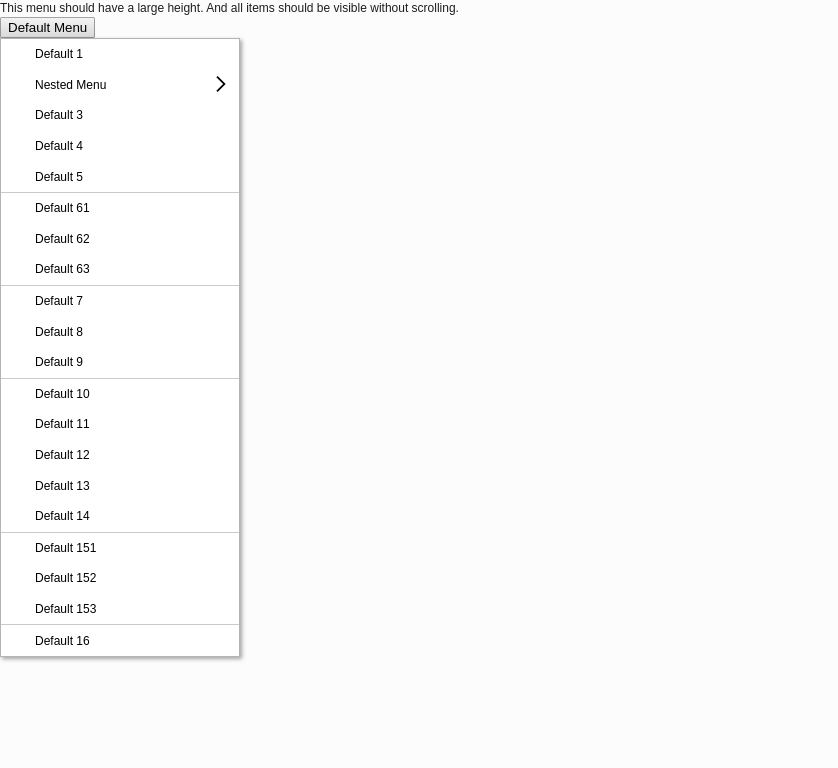 This menu should have a large height. And all items should be visible without scrolling.
Default Menu
Default 1
Nested Menu
Default 3
Default 4
Default 5
Default 61
Default 62
Default 63
Default 7
Default 8
Default 9
Default 10
Default 11
Default 12
Default 13
Default 14
Default 151
Default 152
Default 153
Default 16